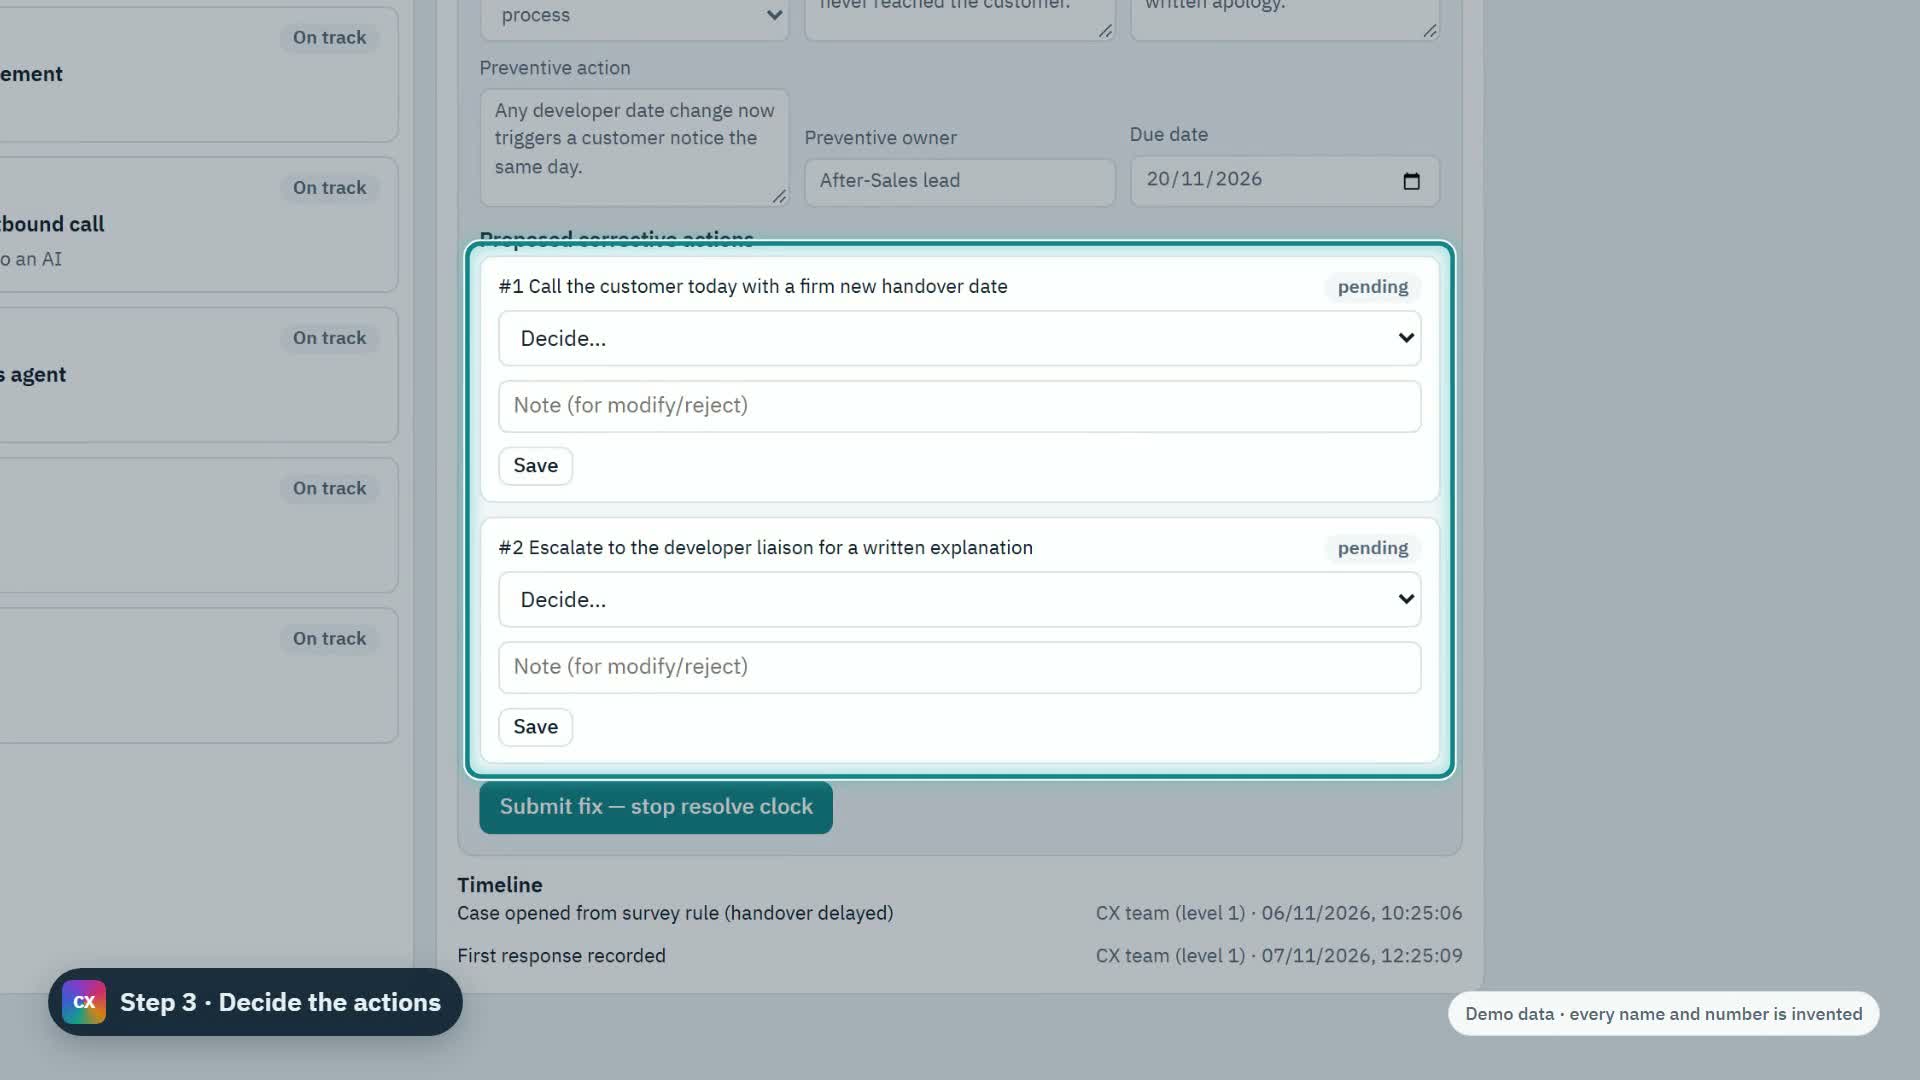 On track
ement
On track
tbound call
o an AI
On track
s agent
On track
On track
process
never reached the customer.
written apology.
Preventive action
Any developer date change now
triggers a customer notice the
same day.
Preventive owner
After-Sales lead
Due date
20/11/2026
Proposed corrective actions
#1 Call the customer today with a firm new handover date
pending
Decide...
Note (for modify/reject)
Save
#2 Escalate to the developer liaison for a written explanation
pending
Decide...
Note (for modify/reject)
Save
Submit fix — stop resolve clock
Timeline
Case opened from survey rule (handover delayed)
CX team (level 1) · 06/11/2026, 10:25:06
First response recorded
CX team (level 1) · 07/11/2026, 12:25:09
CX
Step 3 · Decide the actions
Demo data · every name and number is invented